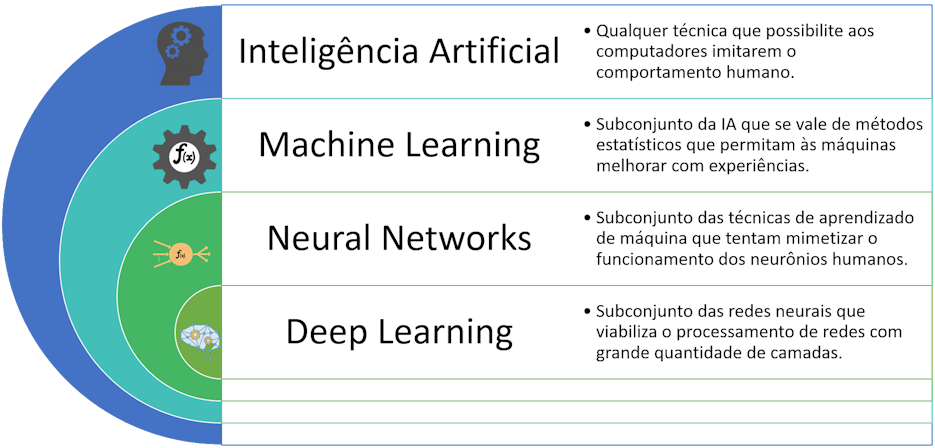 Inteligência Artificial
• Qualquer técnica que possibilite aos
computadores imitarem o
comportamento humano.
f(x)
Machine Learning
• Subconjunto da IA que se vale de métodos
estatísticos que permitam às máquinas
melhorar com experiências.
f(x)
Neural Networks
• Subconjunto das técnicas de aprendizado
de máquina que tentam mimetizar o
funcionamento dos neurônios humanos.
Deep Learning
• Subconjunto das redes neurais que
viabiliza o processamento de redes com
grande quantidade de camadas.